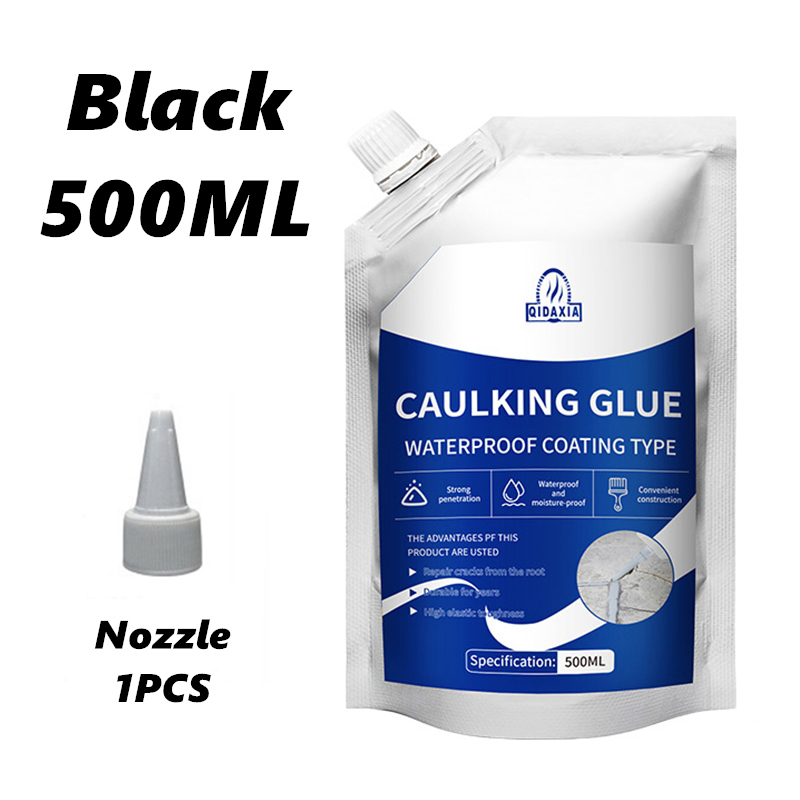 Black
500ML
QIDAXIA
CAULKING GLUE
WATERPROOF COATING TYPE
Strong
penetration
Waterproof
and
moisture-proof
Convenient
construction
THE ADVANTAGES PF THIS
PRODUCT ARE USTED
Repair cracks from the root
Durable for years
High elastic toughness
Specification: 500ML
Nozzle
1PCS